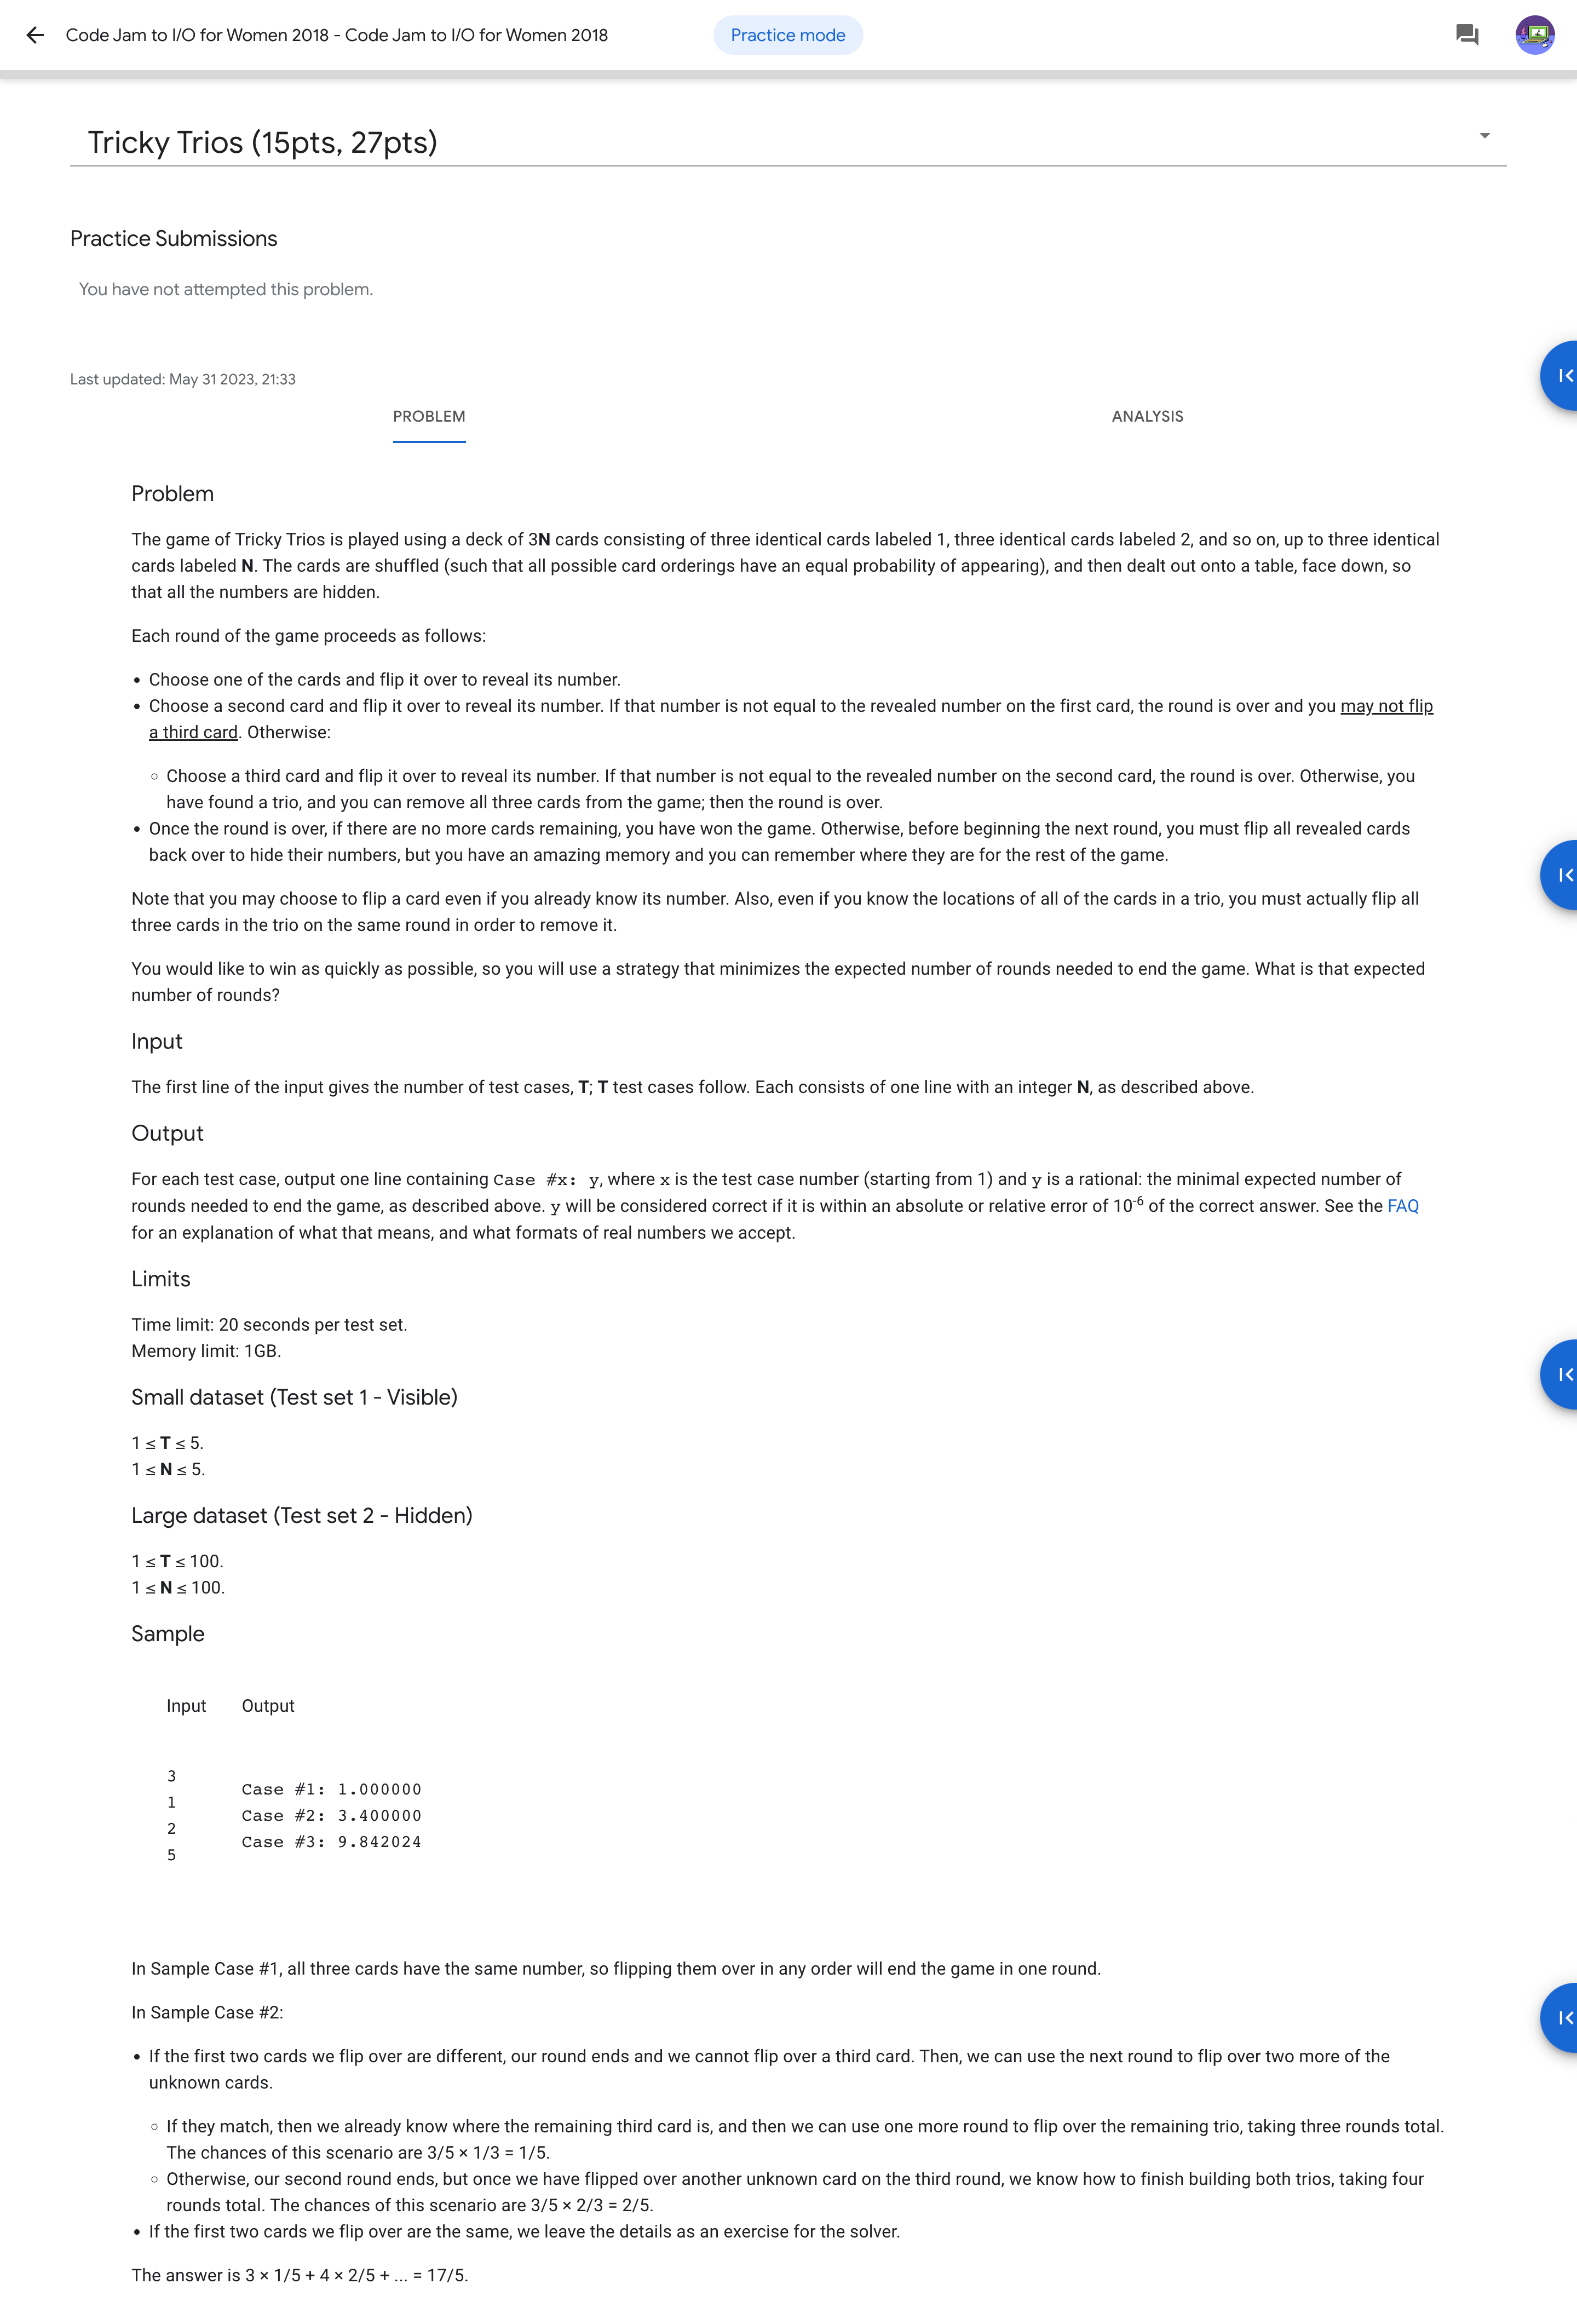 Code Jam to I/O for Women 2018 - Code Jam to I/O for Women 2018
Practice mode
Tricky Trios (15pts, 27pts)
Practice Submissions
You have not attempted this problem.
Last updated: May 31 2023, 21:33
PROBLEM
ANALYSIS
Problem
The game of Tricky Trios is played using a deck of 3N cards consisting of three identical cards labeled 1, three identical cards labeled 2, and so on, up to three identical
cards labeled N. The cards are shuffled (such that all possible card orderings have an equal probability of appearing), and then dealt out onto a table, face down, so
that all the numbers are hidden.
Each round of the game proceeds as follows:
• Choose one of the cards and flip it over to reveal its number.
• Choose a second card and flip it over to reveal its number. If that number is not equal to the revealed number on the first card, the round is over and you may not flip
a third card. Otherwise:
◦ Choose a third card and flip it over to reveal its number. If that number is not equal to the revealed number on the second card, the round is over. Otherwise, you
have found a trio, and you can remove all three cards from the game; then the round is over.
• Once the round is over, if there are no more cards remaining, you have won the game. Otherwise, before beginning the next round, you must flip all revealed cards
back over to hide their numbers, but you have an amazing memory and you can remember where they are for the rest of the game.
Note that you may choose to flip a card even if you already know its number. Also, even if you know the locations of all of the cards in a trio, you must actually flip all
three cards in the trio on the same round in order to remove it.
You would like to win as quickly as possible, so you will use a strategy that minimizes the expected number of rounds needed to end the game. What is that expected
number of rounds?
Input
The first line of the input gives the number of test cases, T; T test cases follow. Each consists of one line with an integer N, as described above.
Output
For each test case, output one line containing Case #x: y, where x is the test case number (starting from 1) and y is a rational: the minimal expected number of
rounds needed to end the game, as described above. y will be considered correct if it is within an absolute or relative error of 10-6 of the correct answer. See the FAQ
for an explanation of what that means, and what formats of real numbers we accept.
Limits
Time limit: 20 seconds per test set.
Memory limit: 1GB.
Small dataset (Test set 1 - Visible)
1 ≤ T ≤ 5.
1 ≤ N ≤ 5.
Large dataset (Test set 2 - Hidden)
1 ≤ T ≤ 100.
1 ≤ N ≤ 100.
Sample
Input Output
3
1
2
5
Case #1: 1.000000
Case #2: 3.400000
Case #3: 9.842024
In Sample Case #1, all three cards have the same number, so flipping them over in any order will end the game in one round.
In Sample Case #2:
• If the first two cards we flip over are different, our round ends and we cannot flip over a third card. Then, we can use the next round to flip over two more of the
unknown cards.
◦ If they match, then we already know where the remaining third card is, and then we can use one more round to flip over the remaining trio, taking three rounds total.
The chances of this scenario are 3/5 × 1/3 = 1/5.
◦ Otherwise, our second round ends, but once we have flipped over another unknown card on the third round, we know how to finish building both trios, taking four
rounds total. The chances of this scenario are 3/5 × 2/3 = 2/5.
• If the first two cards we flip over are the same, we leave the details as an exercise for the solver.
The answer is 3 × 1/5 + 4 × 2/5 + ... = 17/5.